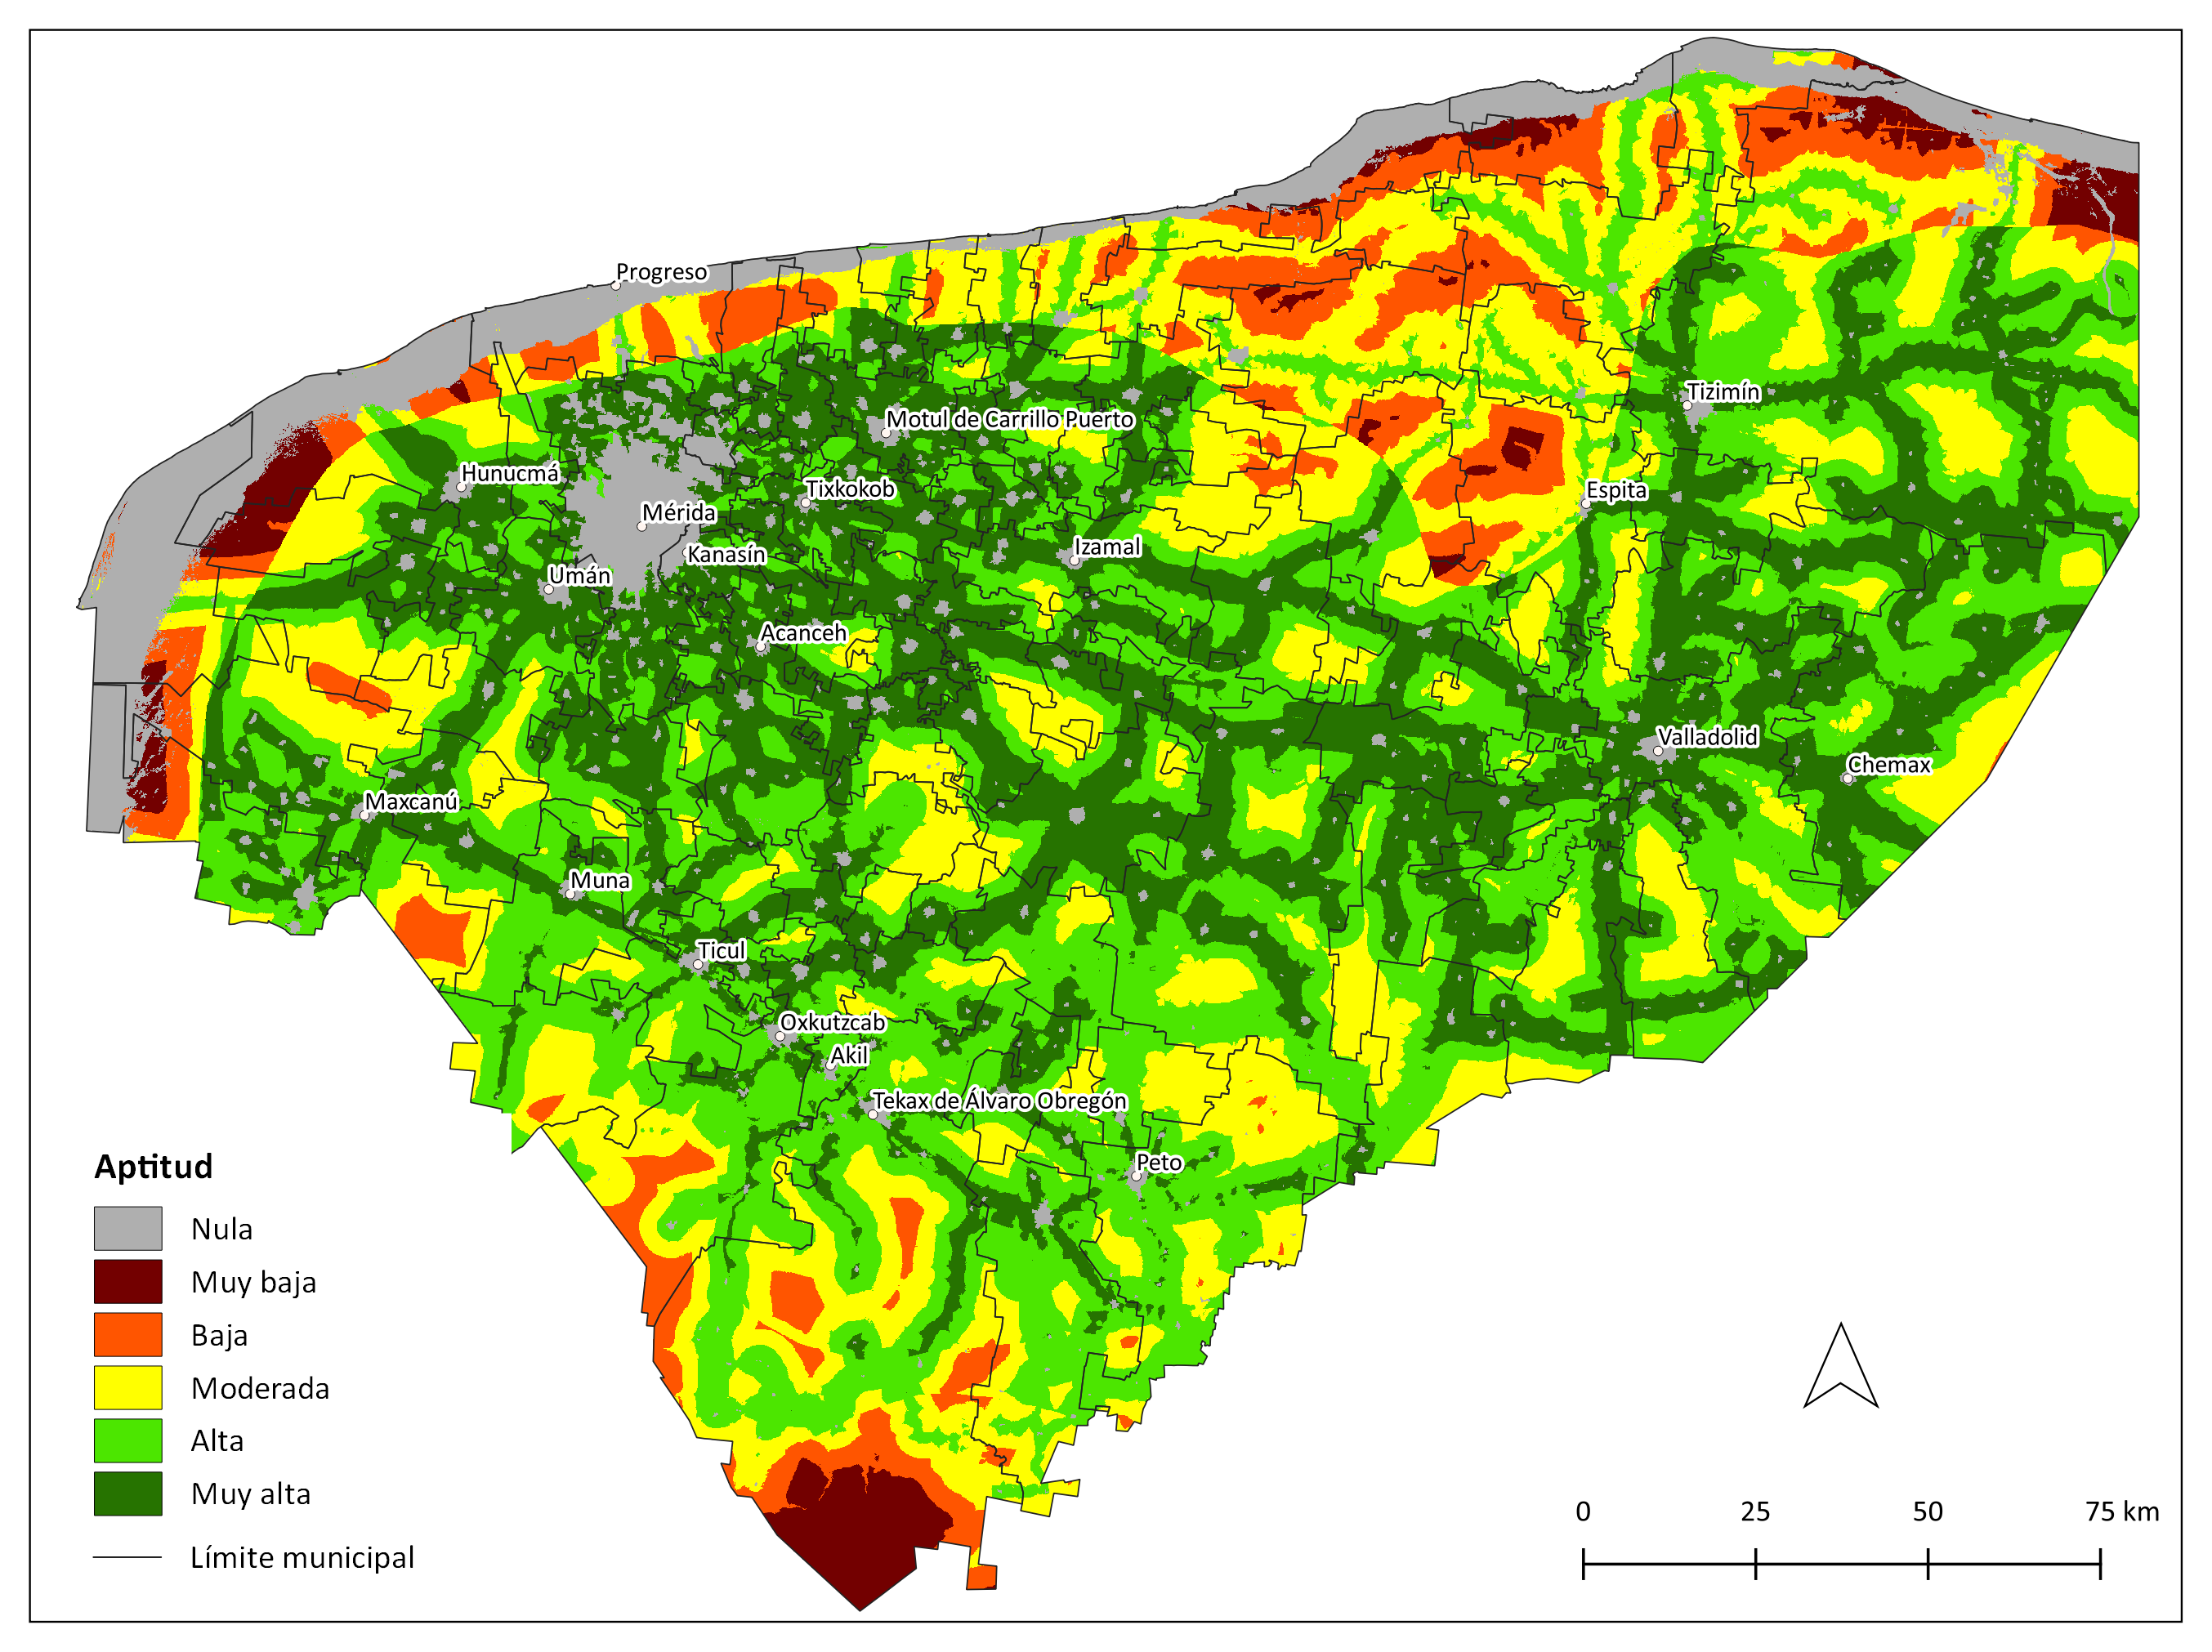 Progreso
Tizimín
Motul de Carrillo Puerto
Hunucmá
Tixkokob
Espita
Mérida
Kanasín
Izamal
Umán
Acanceh
Valladolid
Chemax
Maxcanú
Muna
Ticul
Oxkutzcab
Akil
Tekax de Álvaro Obregón
Peto
Aptitud
Nula
Muy baja
Baja
Moderada
Alta
Muy alta
Límite municipal
0 25 50 75 km